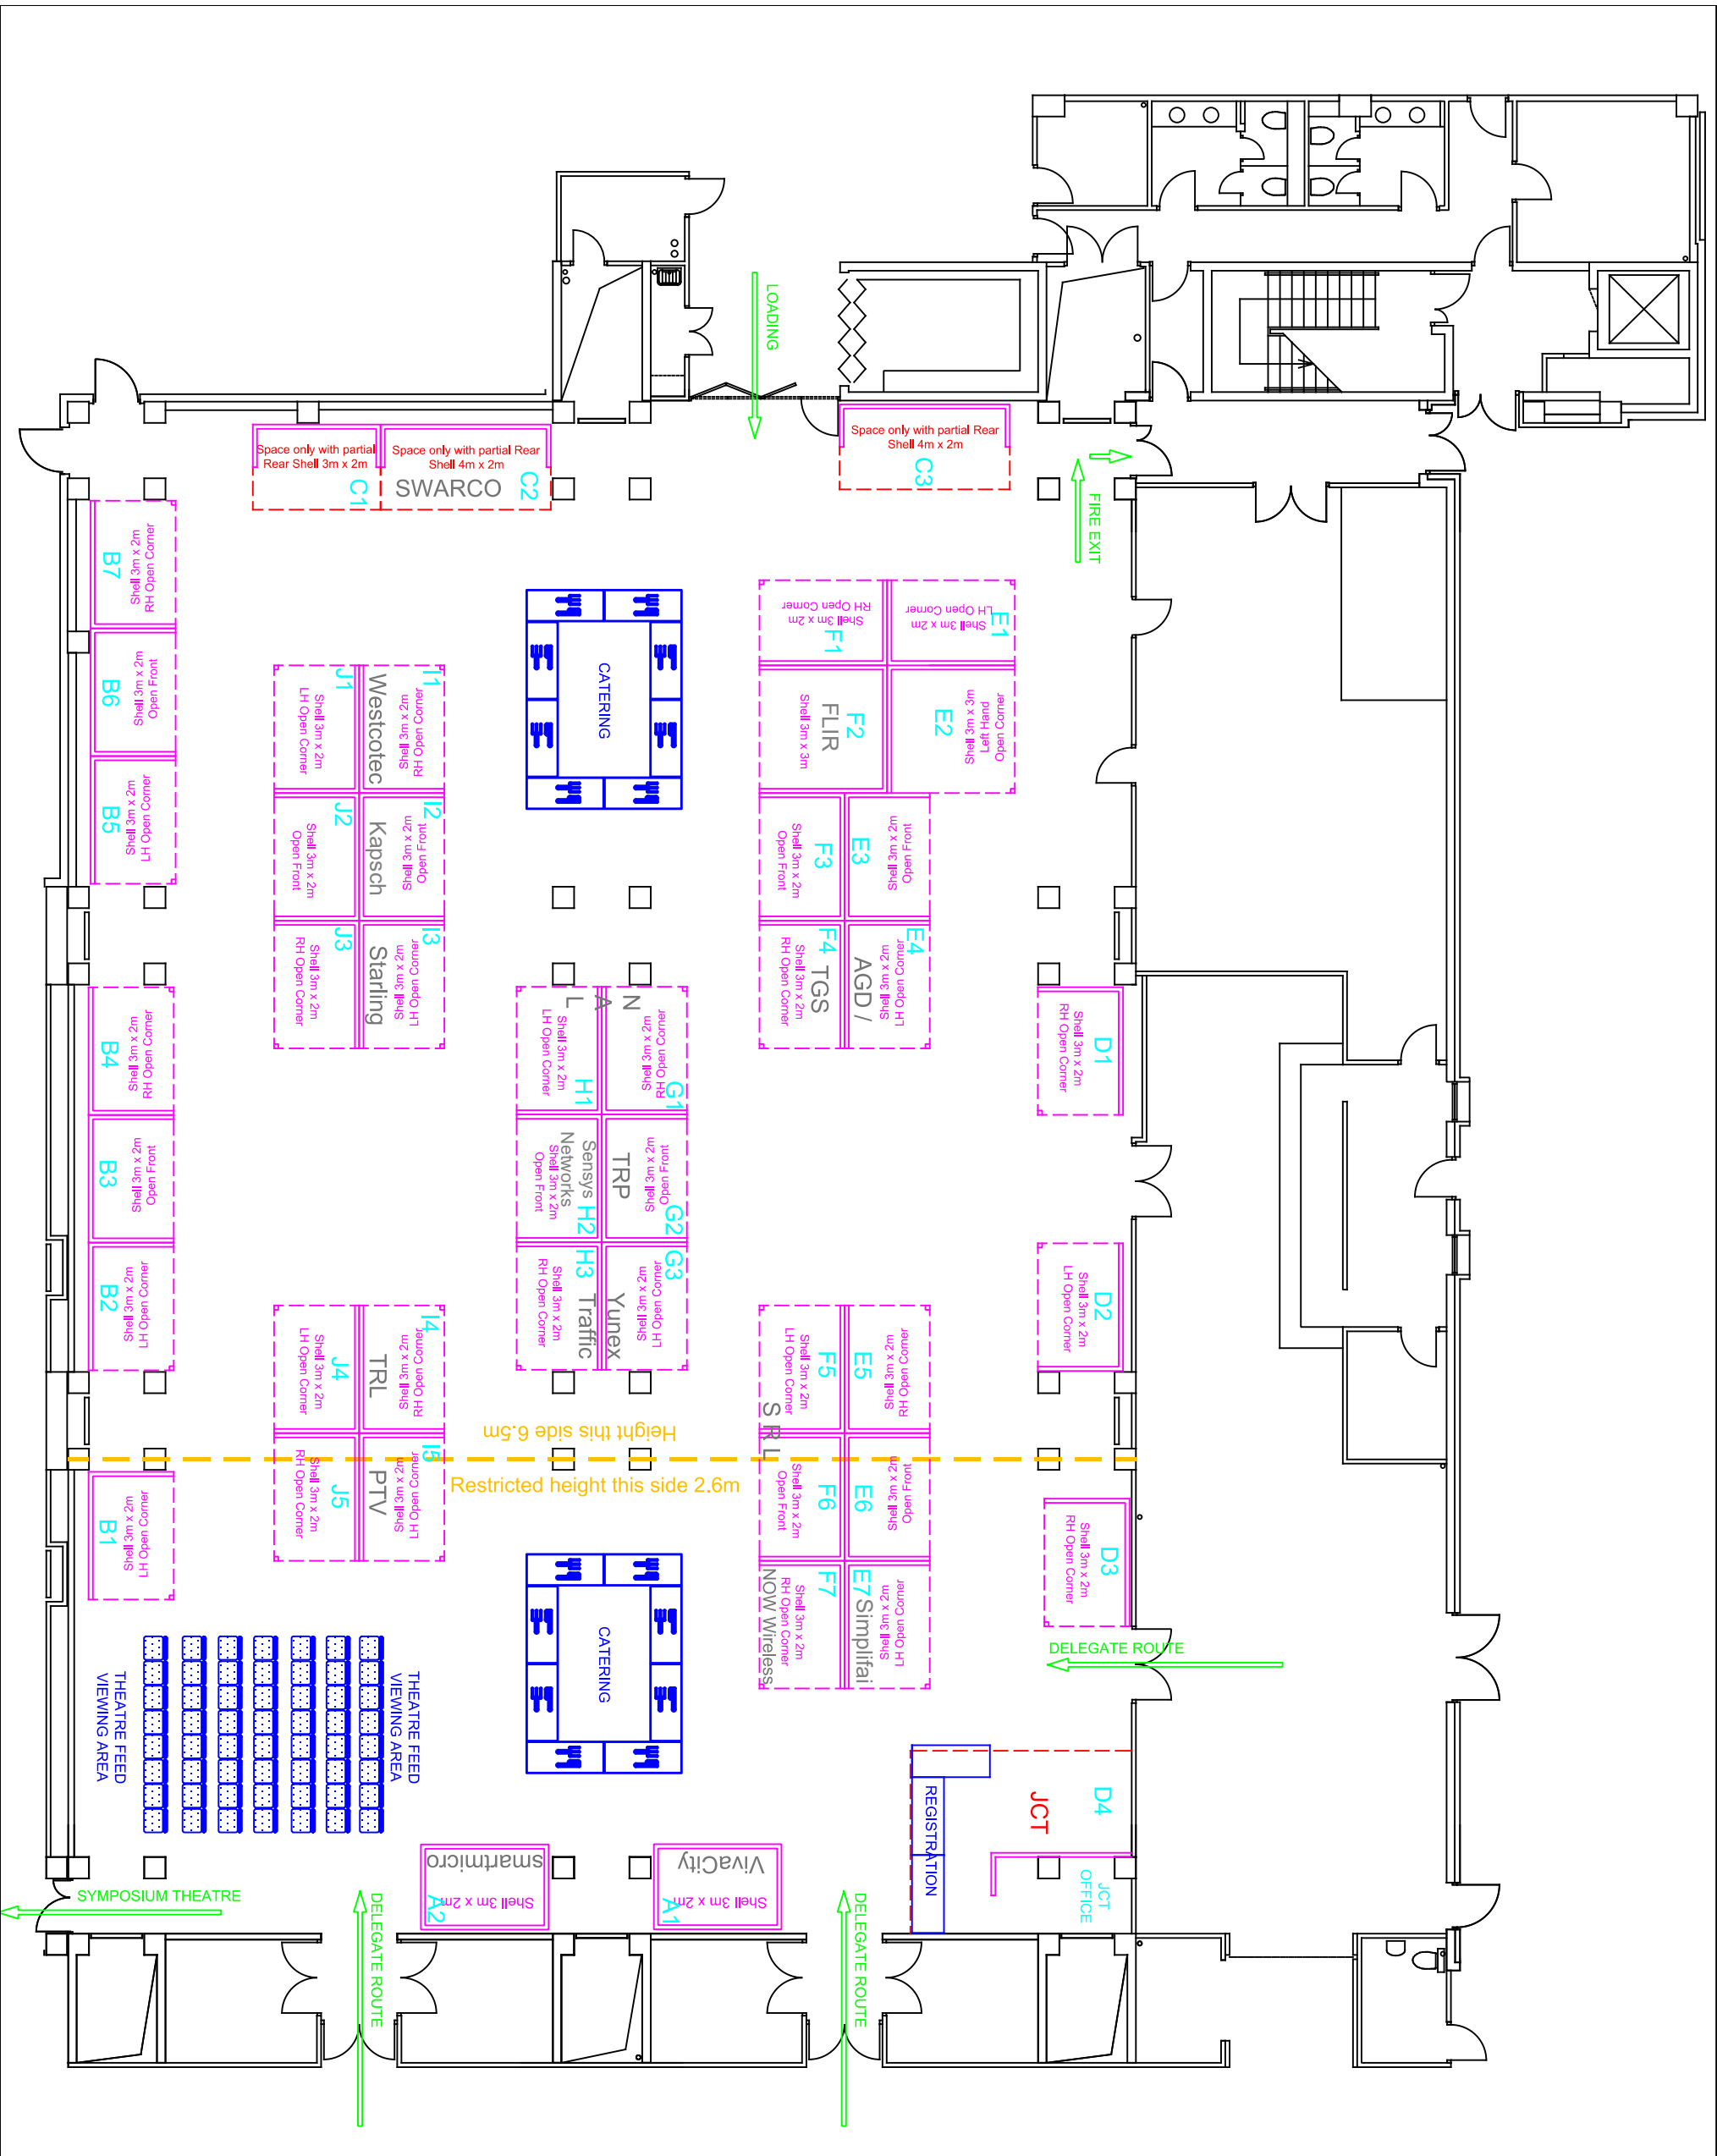 LOADING
Space only with partial
Rear Shell 3m x 2m
C1
Space only with partial Rear
Shell 4m x 2m
SWARCO
C2
Space only with partial Rear
Shell 4m x 2m
C3
FIRE EXIT
B7
Shell 3m x 2m
RH Open Corner
B6
Shell 3m x 2m
Open Front
B5
Shell 3m x 2m
LH Open Corner
B4
Shell 3m x 2m
RH Open Corner
B3
Shell 3m x 2m
Open Front
B2
Shell 3m x 2m
LH Open Corner
B1
Shell 3m x 2m
LH Open Corner
J1
Shell 3m x 2m
LH Open Corner
I1
Westcotec
Shell 3m x 2m
RH Open Corner
J2
Shell 3m x 2m
Open Front
I2
Kapsch
Shell 3m x 2m
Open Front
J3
Shell 3m x 2m
RH Open Corner
I3
Starling
Shell 3m x 2m
LH Open Corner
J4
Shell 3m x 2m
LH Open Corner
I4
TRL
Shell 3m x 2m
RH Open Corner
J5
Shell 3m x 2m
RH Open Corner
I5
PTV
Shell 3m x 2m
LH Open Corner
CATERING
N
A
L
H1
Shell 3m x 2m
LH Open Corner
G1
Shell 3m x 2m
RH Open Corner
H2
Sensys
Networks
Shell 3m x 2m
Open Front
G2
TRP
Shell 3m x 2m
Open Front
H3
Shell 3m x 2m
RH Open Corner
G3
Yunex
Traffic
Shell 3m x 2m
LH Open Corner
F1
Shell 3m x 2m
RH Open Corner
E1
Shell 3m x 2m
LH Open Corner
F2
FLIR
Shell 3m x 3m
E2
Open Corner
Left Hand
Shell 3m x 3m
F3
Shell 3m x 2m
Open Front
E3
Shell 3m x 2m
Open Front
F4
Shell 3m x 2m
RH Open Corner
E4
AGD /
TGS
Shell 3m x 2m
LH Open Corner
D1
Shell 3m x 2m
RH Open Corner
D2
Shell 3m x 2m
LH Open Corner
D3
Shell 3m x 2m
RH Open Corner
F5
Shell 3m x 2m
LH Open Corner
E5
Shell 3m x 2m
RH Open Corner
S R L
F6
Shell 3m x 2m
Open Front
E6
Shell 3m x 2m
Open Front
F7
Shell 3m x 2m
RH Open Corner
NOW Wireless
E7
Simplifai
Shell 3m x 2m
LH Open Corner
Height this side 6.5m
Restricted height this side 2.6m
CATERING
THEATRE FEED
VIEWING AREA
THEATRE FEED
VIEWING AREA
DELEGATE ROUTE
D4
JCT
REGISTRATION
JCT
OFFICE
smartmicro
Shell 3m x 2m
A2
VivaCity
Shell 3m x 2m
A1
SYMPOSIUM THEATRE
DELEGATE ROUTE
DELEGATE ROUTE